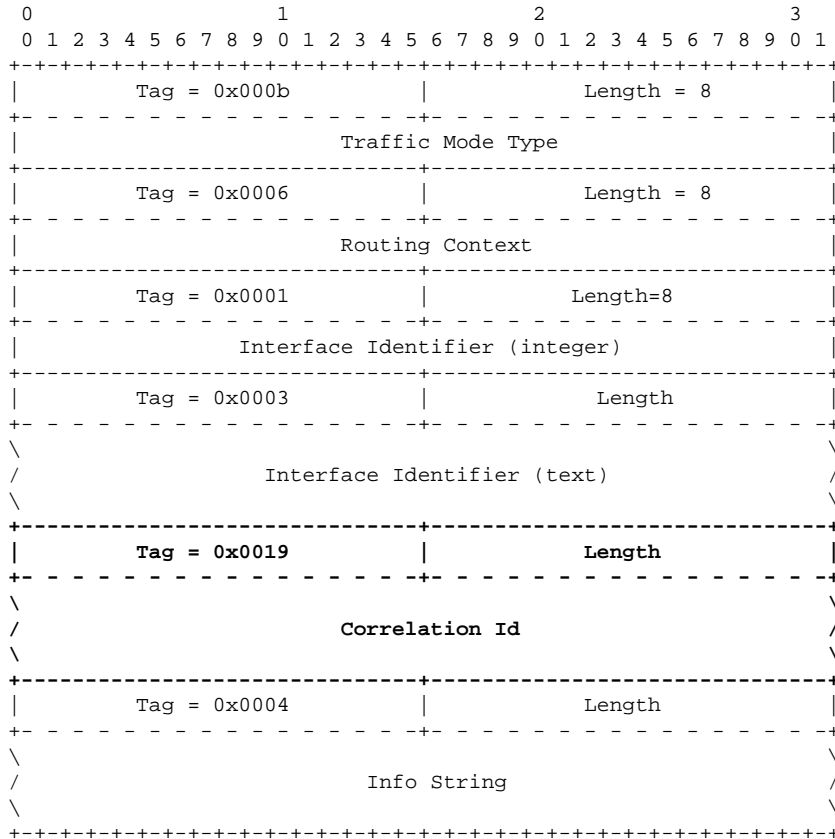 0                   1                   2                   3
 0 1 2 3 4 5 6 7 8 9 0 1 2 3 4 5 6 7 8 9 0 1 2 3 4 5 6 7 8 9 0 1
+-+-+-+-+-+-+-+-+-+-+-+-+-+-+-+-+-+-+-+-+-+-+-+-+-+-+-+-+-+-+-+-+
|         Tag = 0x000b          |            Length = 8         |
+- - - - - - - - - - - - - - - -+- - - - - - - - - - - - - - - -+
|                         Traffic Mode Type                     |
+-------------------------------+-------------------------------+
|         Tag = 0x0006          |            Length = 8         |
+- - - - - - - - - - - - - - - -+- - - - - - - - - - - - - - - -+
|                         Routing Context                       |
+-------------------------------+-------------------------------+
|         Tag = 0x0001          |           Length=8            |
+- - - - - - - - - - - - - - - -+- - - - - - - - - - - - - - - -+
|                 Interface Identifier (integer)                |
+-------------------------------+-------------------------------+
|         Tag = 0x0003          |             Length            |
+- - - - - - - - - - - - - - - -+- - - - - - - - - - - - - - - -+
\                                                               \
/                   Interface Identifier (text)                 /
\                                                               \
+-------------------------------+-------------------------------+
|         Tag = 0x0019          |            Length             |
+- - - - - - - - - - - - - - - -+- - - - - - - - - - - - - - - -+
\                                                               \
/                         Correlation Id                        /
\                                                               \
+-------------------------------+-------------------------------+
|         Tag = 0x0004          |            Length             |
+- - - - - - - - - - - - - - - -+- - - - - - - - - - - - - - - -+
\                                                               \
/                           Info String                         /
\                                                               \
+-+-+-+-+-+-+-+-+-+-+-+-+-+-+-+-+-+-+-+-+-+-+-+-+-+-+-+-+-+-+-+-+